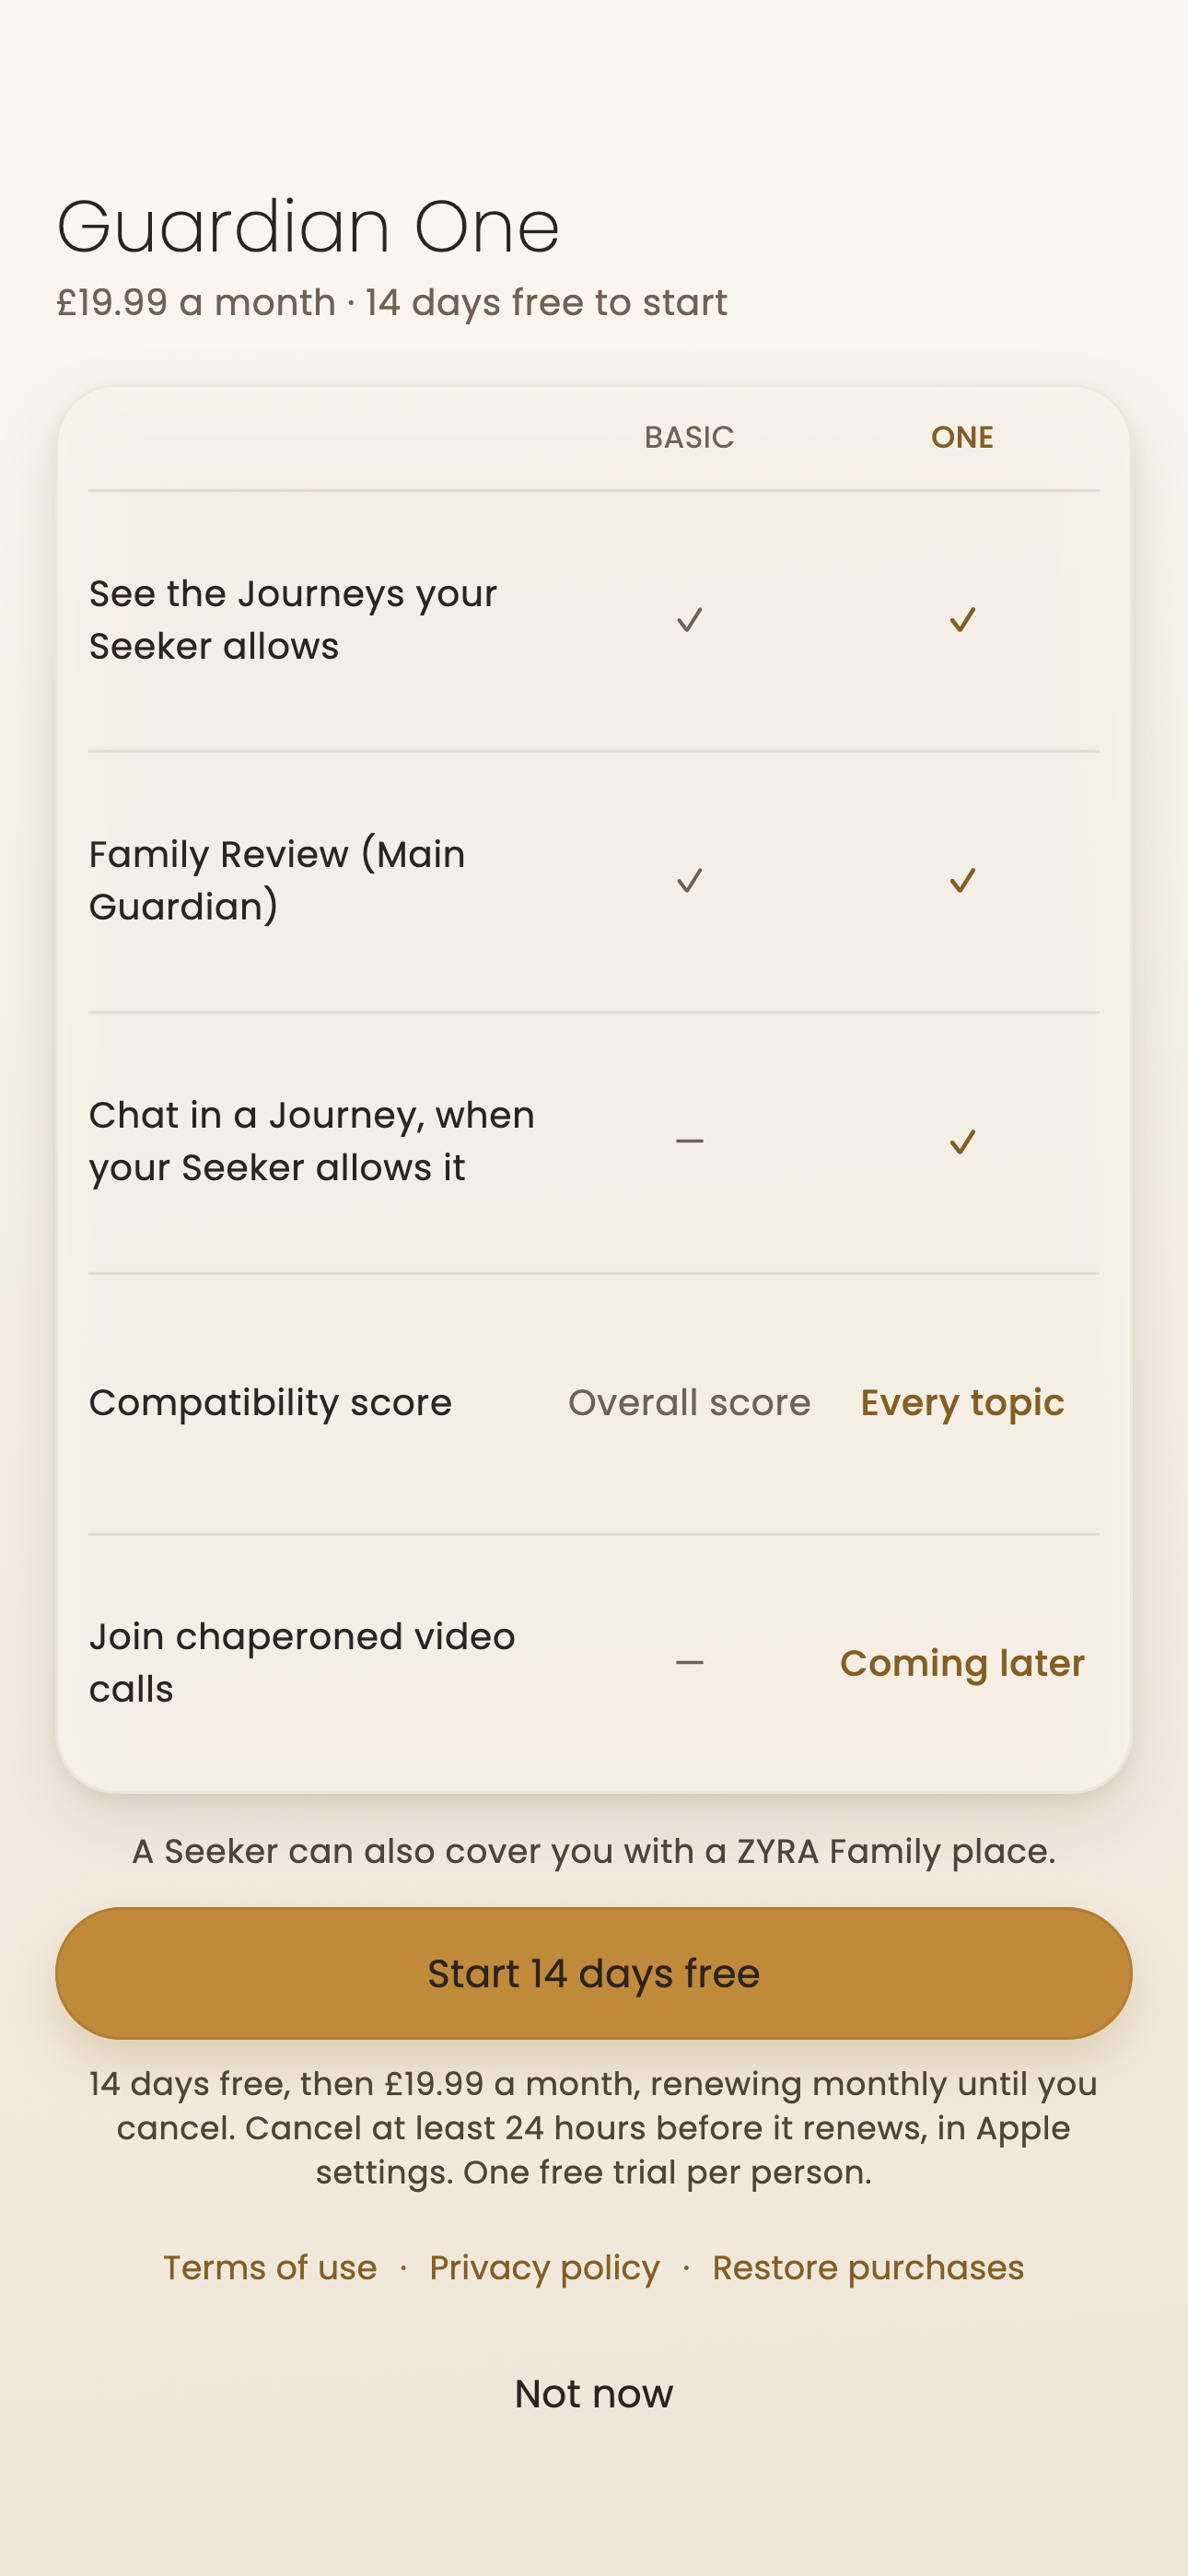 Guardian One
£19.99 a month · 14 days free to start
BASIC ONE
See the Journeys your
Seeker allows
Family Review (Main
Guardian)
Chat in a Journey, when
your Seeker allows it
Compatibility score Overall score Every topic
Join chaperoned video
calls
Coming later
A Seeker can also cover you with a ZYRA Family place.
Start 14 days free
14 days free, then £19.99 a month, renewing monthly until you
cancel. Cancel at least 24 hours before it renews, in Apple
settings. One free trial per person.
Terms of use · Privacy policy · Restore purchases
Not now